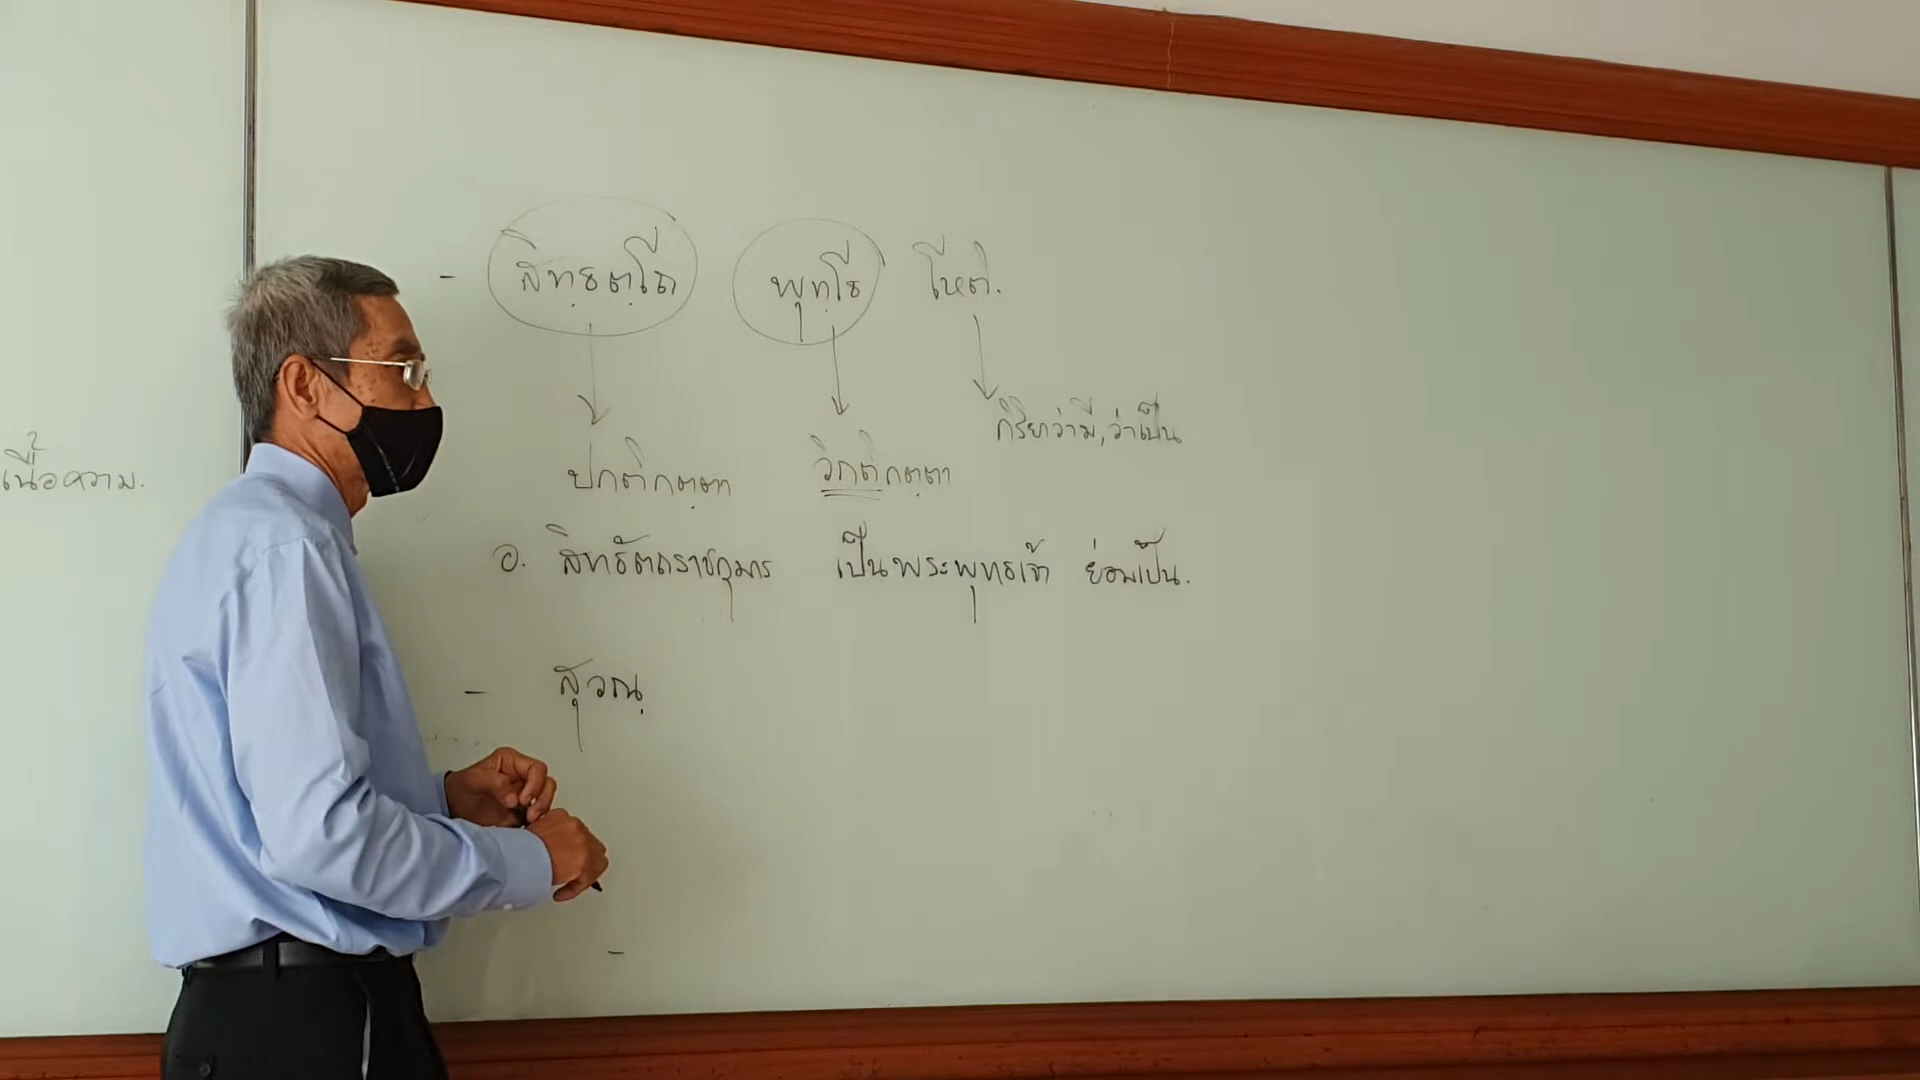 เนื้อความ.
- สิทฺธตฺโถ พุทฺโธ โหติ.
กิริยาว่ามี, ว่าเป็น
ปกติกตฺตา วิกติกตฺตา
อ. สิทธัตถราชกุมาร เป็นพระพุทธเจ้า ย่อมเป็น.
- สุวณฺ
-